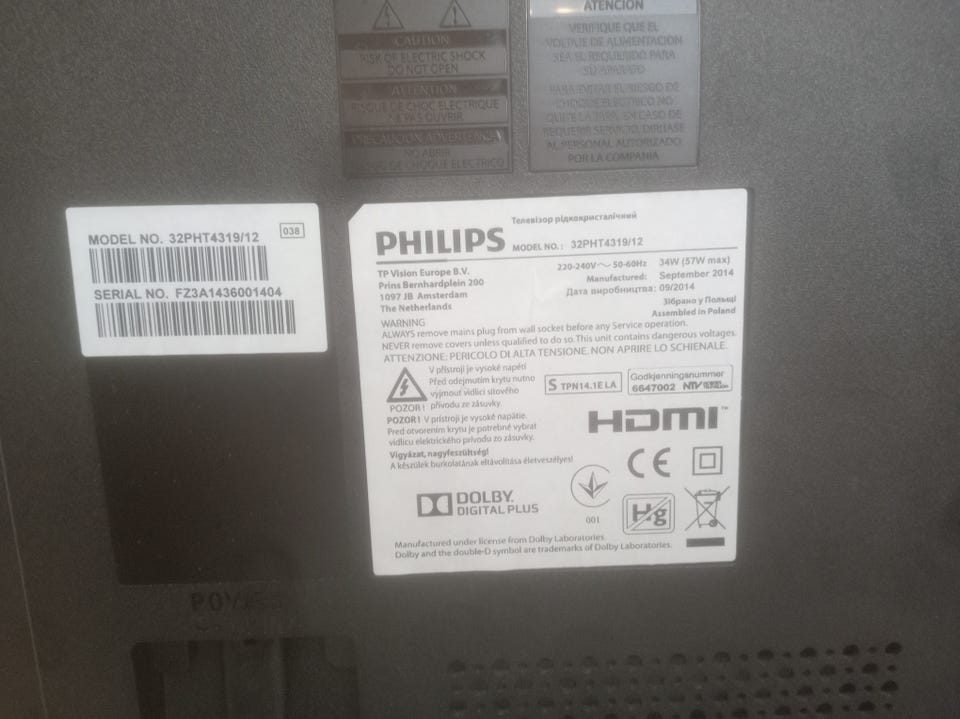 CAUTION
RISK OF ELECTRIC SHOCK
DO NOT OPEN
ATTENTION
RISQUE DE CHOC ELECTRIQUE
NE PAS OUVRIR
NO ABRIR
DE CHOQUE ELECTRICO
ATENCIÓN
VERIFIQUE QUE EL
VOLTAJE DE ALIMENTACIÓN
SEA EL REQUERIDO PARA
SU APARATO
PARA EVITAR EL RIESGO DE
CHOQUE ELECTRICO NO
QUITE LA TAPA, EN CASO DE
REQUERIR SERVICIO, DIRIJASE
AL PERSONAL AUTORIZADO
POR LA COMPAÑIA
MODEL NO. 32PHT4319/12
038
SERIAL NO. FZ3A1436001404
Телевізор рідкокристалічний
PHILIPS MODEL NO.: 32PHT4319/12
TP Vision Europe B.V.
Prins Bernhardplein 200
1097 JB Amsterdam
The Netherlands
220-240V~ 50-60Hz 34W (57W max)
Manufactured: September 2014
Дата виробництва: 09/2014
Зібрано у Польщі
Assembled in Poland
WARNING
ALWAYS remove mains plug from wall socket before any Service operation.
NEVER remove covers unless qualified to do so. This unit contains dangerous voltages.
ATTENZIONE: PERICOLO DI ALTA TENSIONE. NON APRIRE LO SCHIENALE.
V přístroji je vysoké napětí
Před odejmutím krytu nutno
vyjmout vidlici síťového
POZOR! přívodu ze zásuvky.
POZOR! V prístroji je vysoké napätie.
Pred otvorením krytu je potrebné vybrat
vidlicu elektrického prívodu zo zásuvky.
Vigyázat, nagyfeszültség!
A készülek burkolatának eltávolítása életveszélyes!
S TPN14.1E LA
Godkjenningsnummer
6647002 NTV
HDMI™
CE
DOLBY
DIGITAL PLUS
001
Hg
Manufactured under license from Dolby Laboratories.
Dolby and the double-D symbol are trademarks of Dolby Laboratories.
POWER